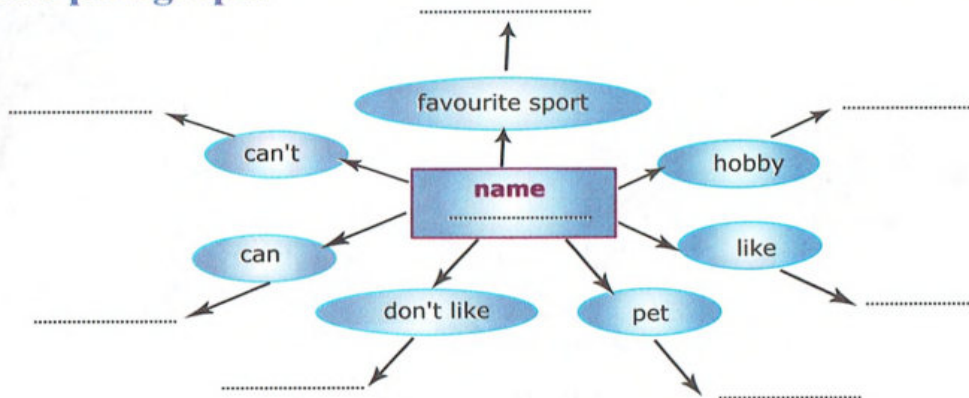 favourite sport
can't
hobby
name
can
like
don't like
pet